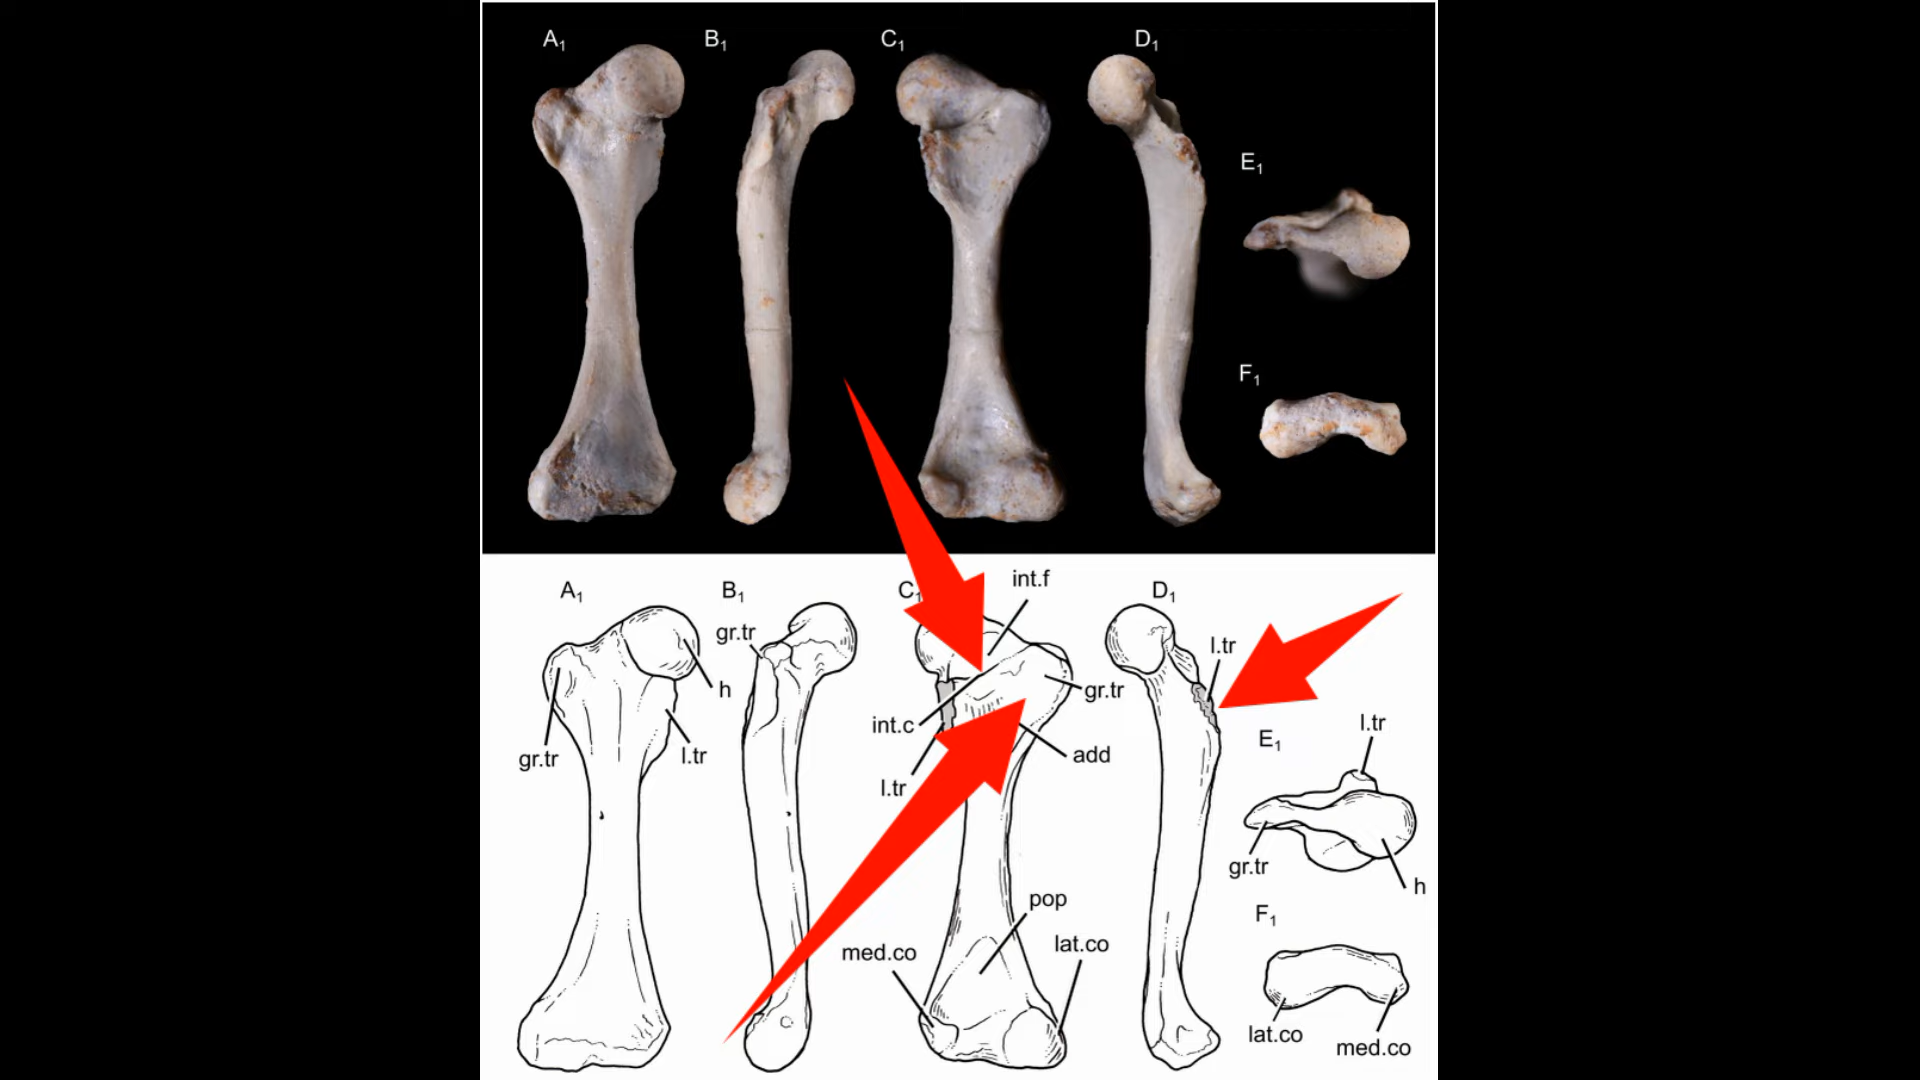 A1
B1
C1
D1
E1
F1
A1
B1
C1
int.f
D1
gr.tr
l.tr
h
gr.tr
int.c
l.tr
E1
gr.tr
l.tr
add
l.tr
gr.tr
h
pop
F1
med.co
lat.co
lat.co
med.co